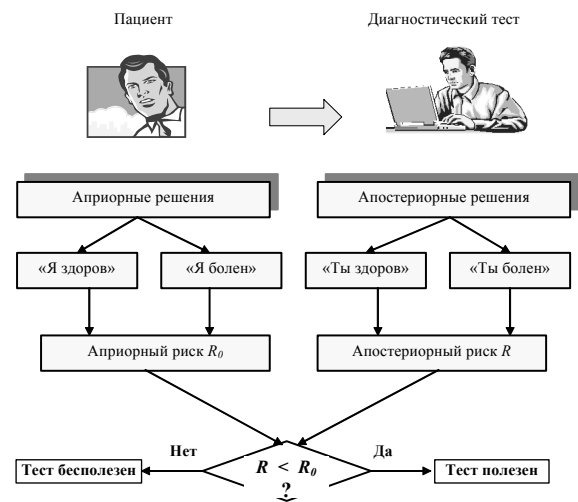 Пациент
Диагностический тест
Априорные решения
Апостериорные решения
«Я здоров»
«Я болен»
«Ты здоров»
«Ты болен»
Априорный риск R₀
Апостериорный риск R
Нет
Да
Тест бесполезен
R < R₀
Тест полезен
?